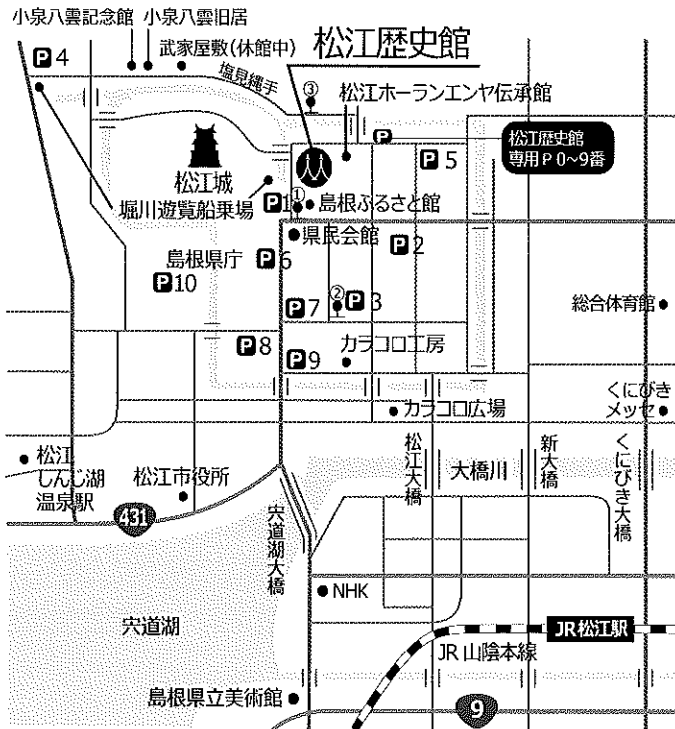 小泉八雲記念館
小泉八雲旧居
武家屋敷(休館中)
松江歴史館
P4
塩見縄手
③
松江ホーランエンヤ伝承館
P
松江歴史館
専用P0~9番
P5
松江城
堀川遊覧船乗場
P1
①
島根ふるさと館
県民会館
P2
島根県庁
P6
P10
P7
②
P3
総合体育館
P8
P9
カラコロ工房
くにびき
メッセ
カラコロ広場
松江
しんじ湖
温泉駅
松江市役所
松江大橋
大橋川
新大橋
くにびき大橋
431
宍道湖大橋
NHK
宍道湖
JR松江駅
JR山陰本線
島根県立美術館
9